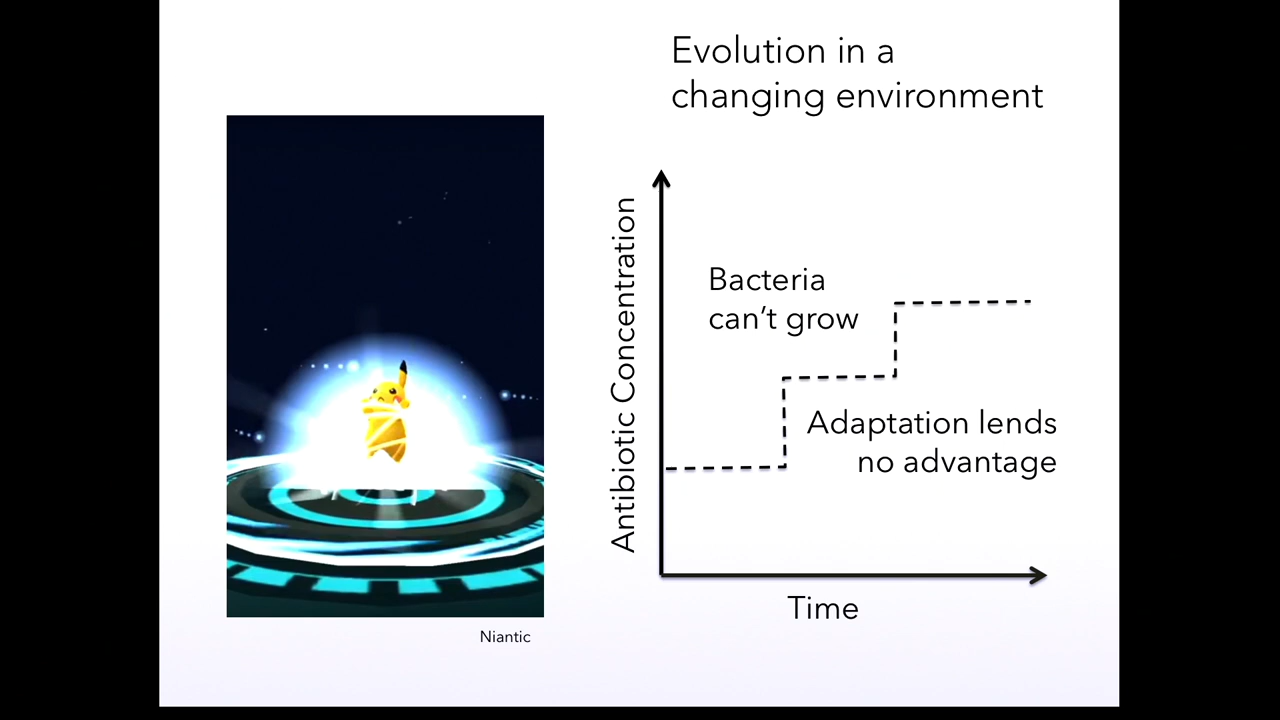 Evolution in a
changing environment
Antibiotic Concentration
Bacteria
can’t grow
Adaptation lends
no advantage
Time
Niantic